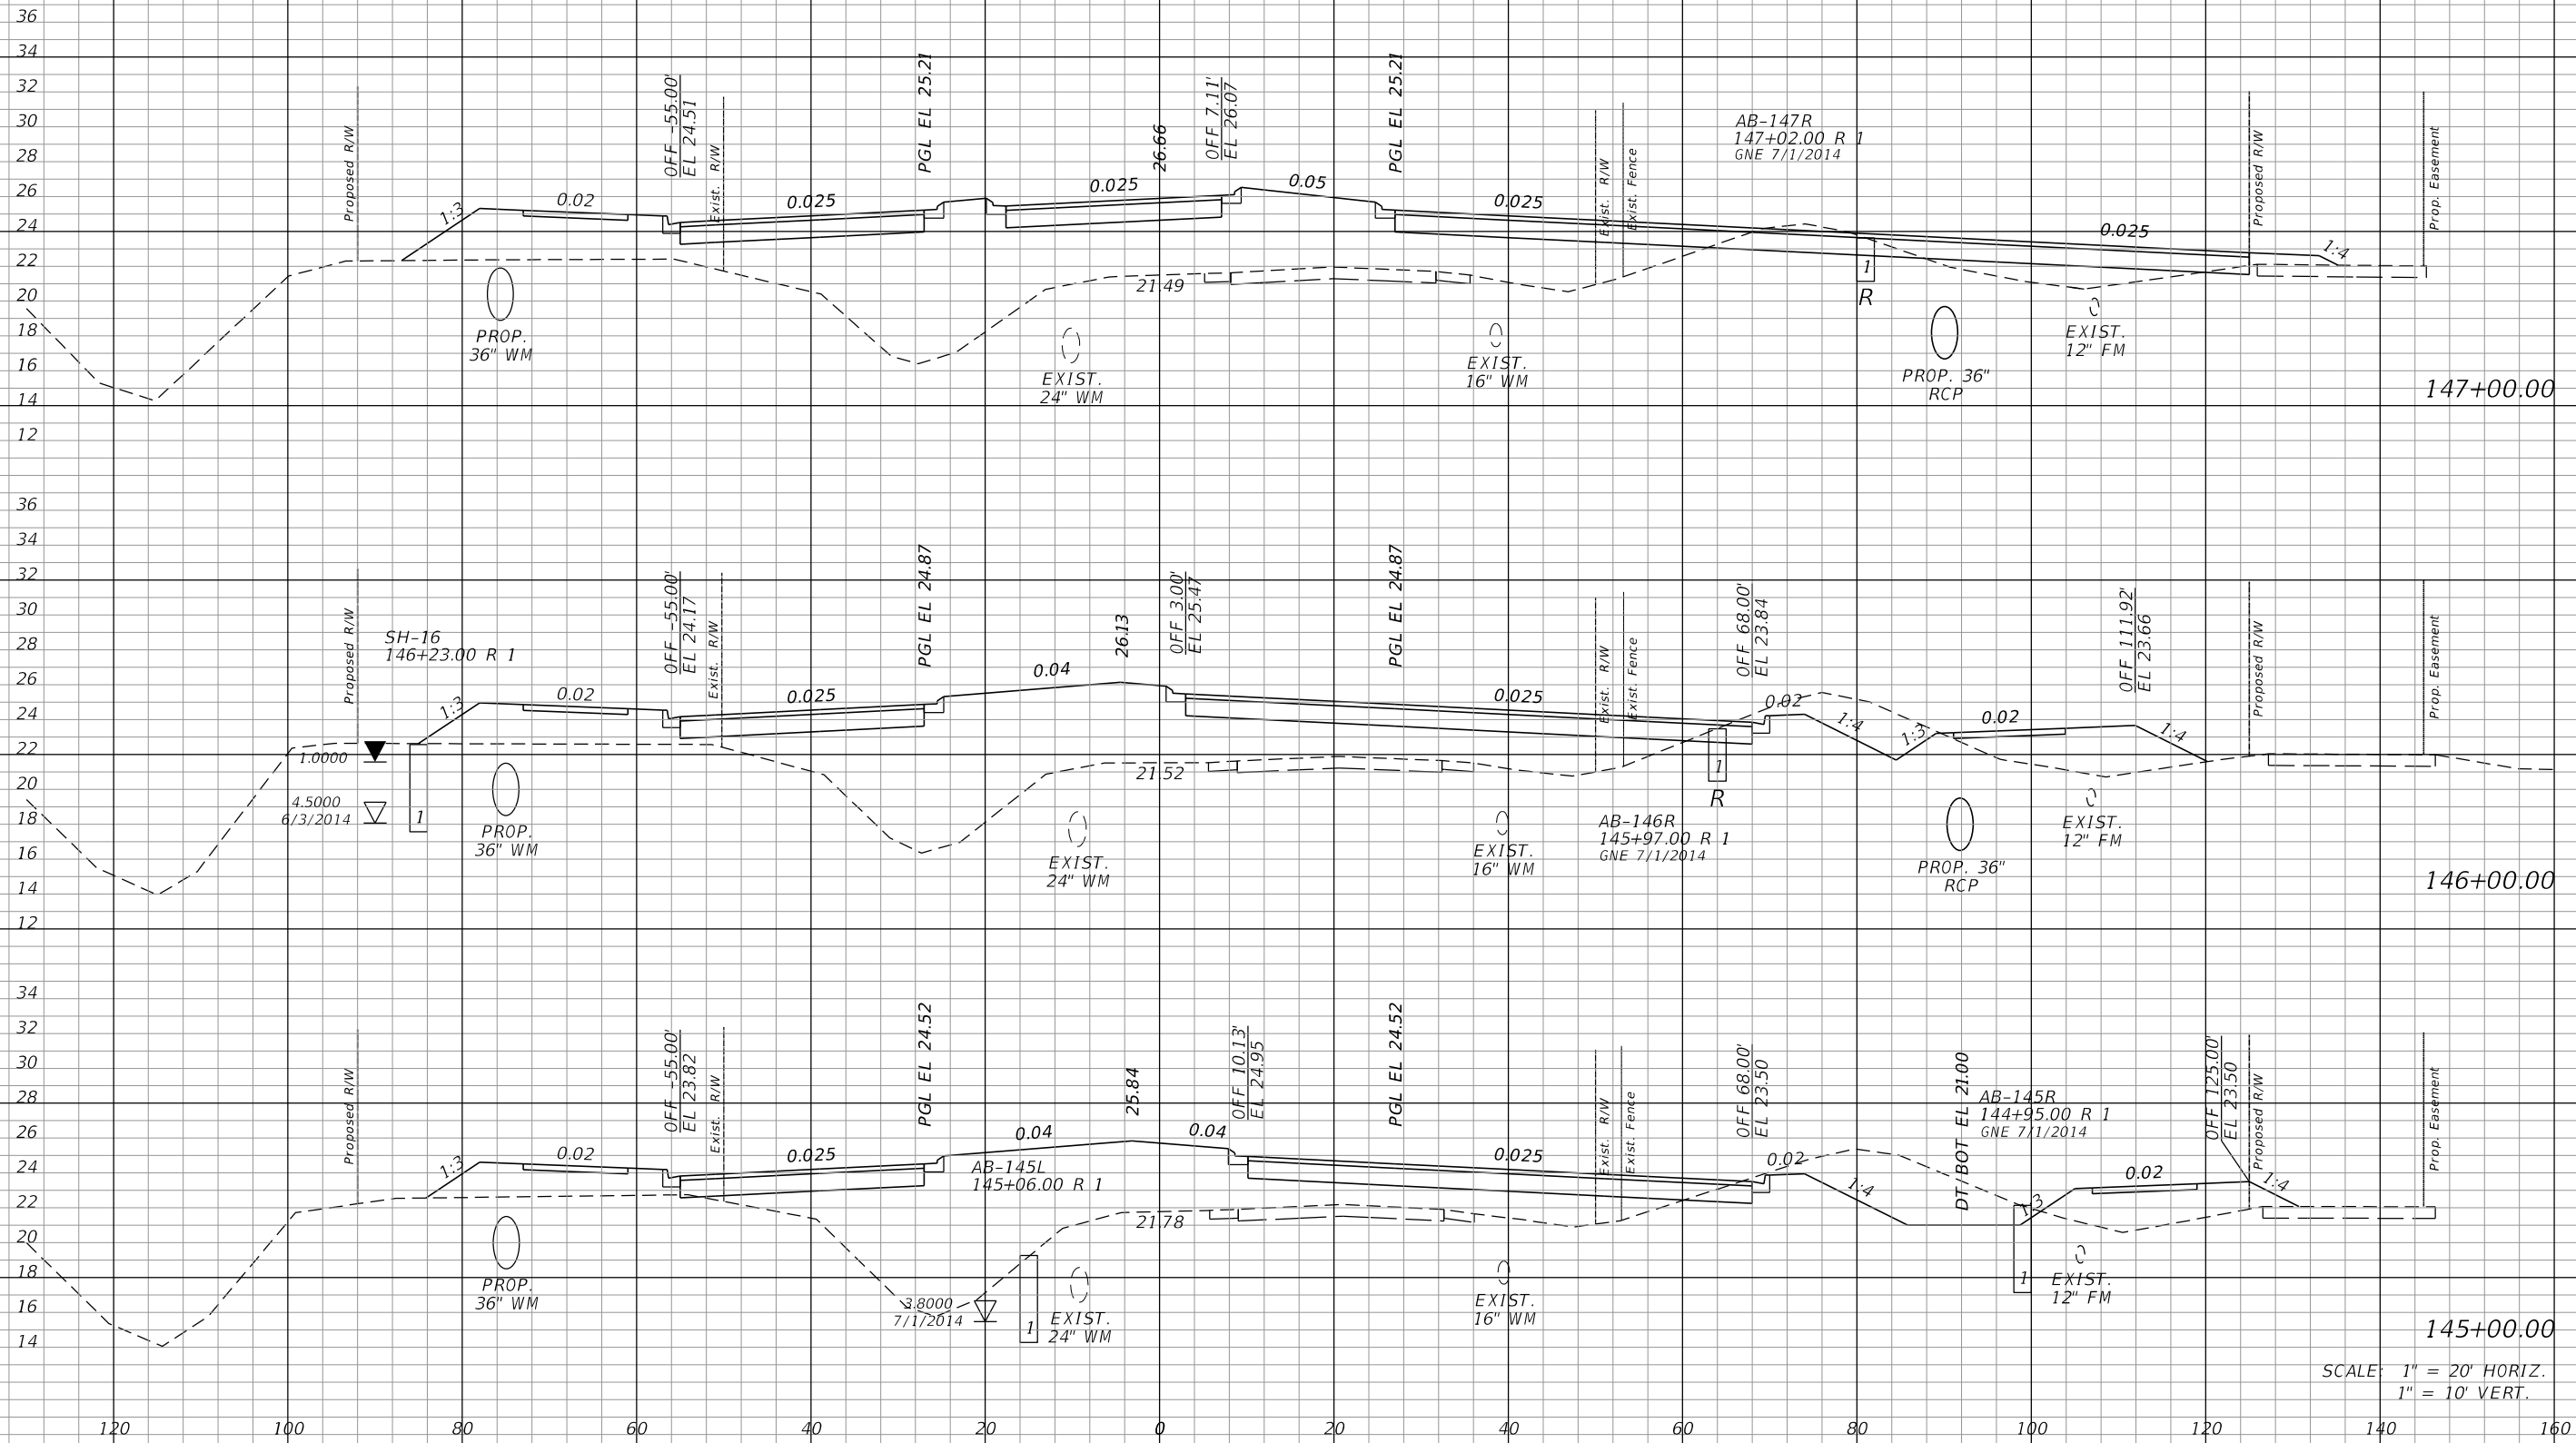 36
34
32
30
28
26
24
22
20
18
16
14
12
Proposed R/W
1:3
0.02
OFF -55.00'
EL 24.51
Exist. R/W
0.025
PGL EL 25.21
0.025
26.66
OFF 7.11'
EL 26.07
0.05
PGL EL 25.21
0.025
Exist. R/W
Exist. Fence
AB-147R
147+02.00 R 1
GNE 7/1/2014
0.025
Proposed R/W
1:4
Prop. Easement
21.49
1
R
PROP.
36" WM
EXIST.
24" WM
EXIST.
16" WM
PROP. 36"
RCP
EXIST.
12" FM
147+00.00
36
34
32
30
28
26
24
22
20
18
16
14
12
Proposed R/W
SH-16
146+23.00 R 1
1:3
0.02
OFF -55.00'
EL 24.17
Exist. R/W
0.025
PGL EL 24.87
0.04
26.13
OFF 3.00'
EL 25.47
PGL EL 24.87
0.025
Exist. R/W
Exist. Fence
OFF 68.00'
EL 23.84
0.02
1:4
1:3
0.02
OFF 111.92'
EL 23.66
1:4
Proposed R/W
Prop. Easement
1.0000
4.5000
6/3/2014
1
21.52
1
R
PROP.
36" WM
EXIST.
24" WM
EXIST.
16" WM
AB-146R
145+97.00 R 1
GNE 7/1/2014
PROP. 36"
RCP
EXIST.
12" FM
146+00.00
34
32
30
28
26
24
22
20
18
16
14
Proposed R/W
1:3
0.02
OFF -55.00'
EL 23.82
Exist. R/W
0.025
PGL EL 24.52
0.04
25.84
0.04
OFF 10.13'
EL 24.95
AB-145L
145+06.00 R 1
PGL EL 24.52
0.025
Exist. R/W
Exist. Fence
OFF 68.00'
EL 23.50
0.02
1:4
DT/BOT EL 21.00
AB-145R
144+95.00 R 1
GNE 7/1/2014
1:3
0.02
OFF 125.00'
EL 23.50
Proposed R/W
1:4
Prop. Easement
21.78
3.8000
7/1/2014
1
1
PROP.
36" WM
EXIST.
24" WM
EXIST.
16" WM
EXIST.
12" FM
145+00.00
SCALE: 1" = 20' HORIZ.
1" = 10' VERT.
120 100 80 60 40 20 0 20 40 60 80 100 120 140 160